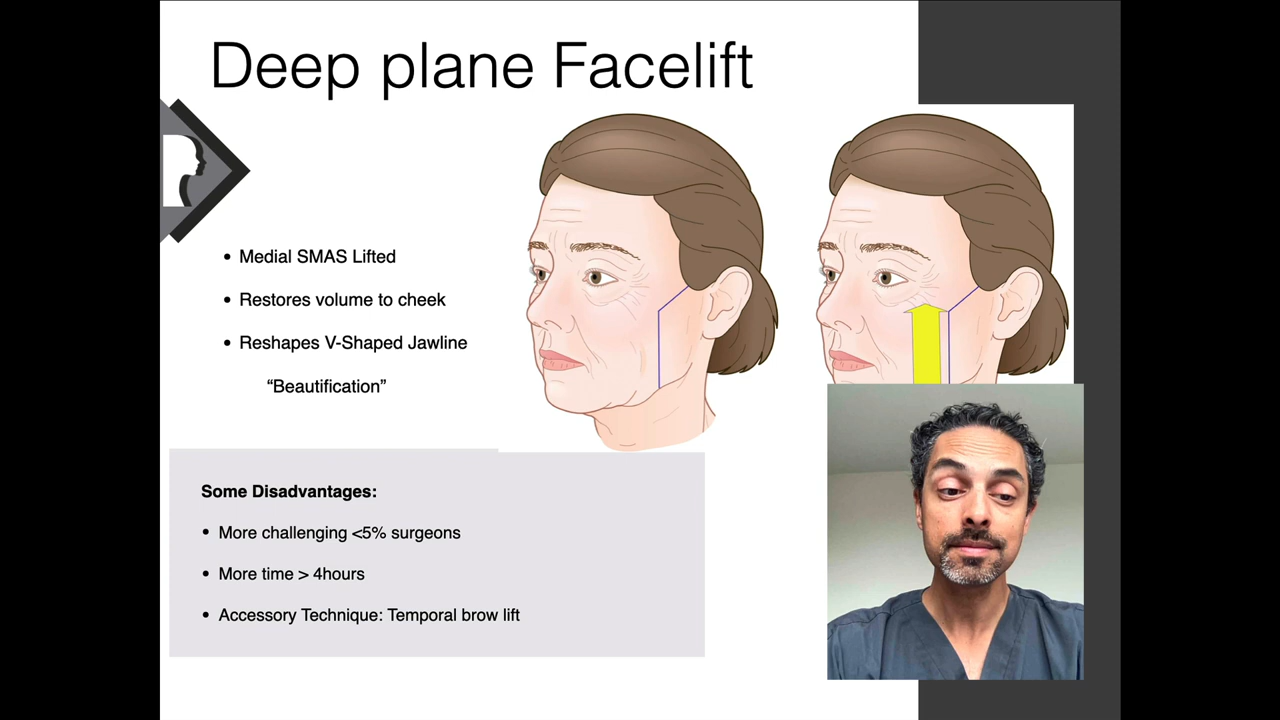 Deep plane Facelift
• Medial SMAS Lifted
• Restores volume to cheek
• Reshapes V-Shaped Jawline
“Beautification”
Some Disadvantages:
• More challenging <5% surgeons
• More time > 4hours
• Accessory Technique: Temporal brow lift